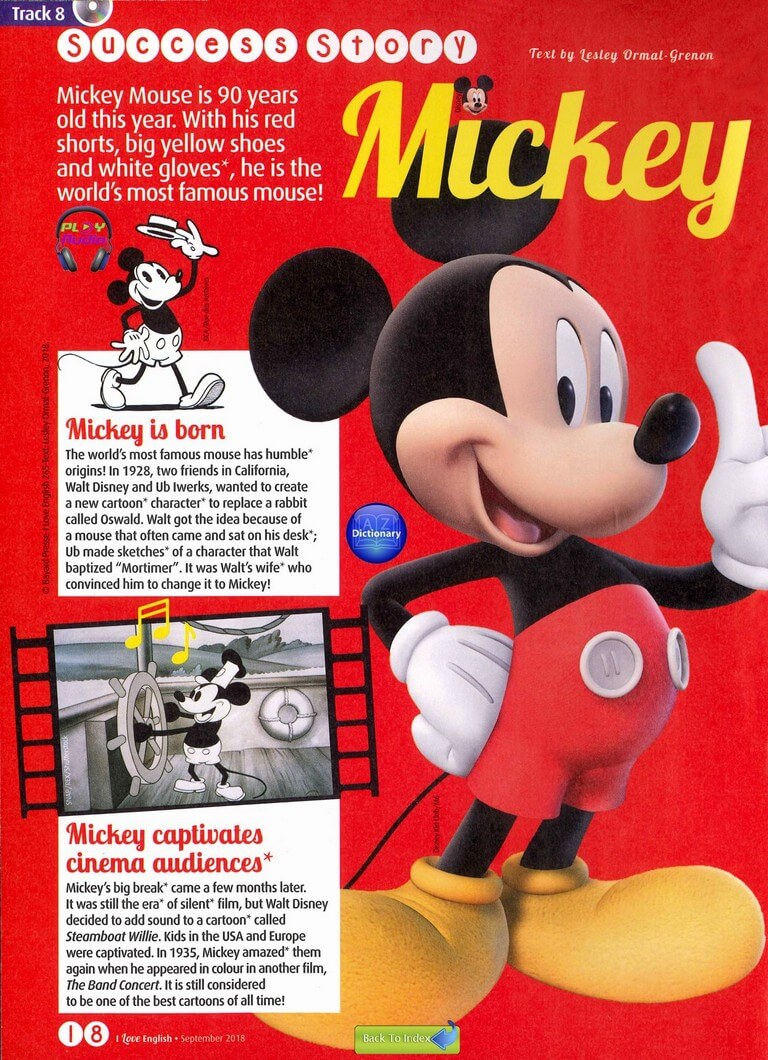 Track 8
Success Story
Text by Lesley Ormal-Grenon
Mickey Mouse is 90 years
old this year. With his red
shorts, big yellow shoes
and white gloves*, he is the
world's most famous mouse!
Mickey
PLAY
Audio
Mickey is born
The world's most famous mouse has humble*
origins! In 1928, two friends in California,
Walt Disney and Ub Iwerks, wanted to create
a new cartoon* character* to replace a rabbit
called Oswald. Walt got the idea because of
a mouse that often came and sat on his desk*;
Ub made sketches* of a character that Walt
baptized “Mortimer”. It was Walt's wife* who
convinced him to change it to Mickey!
A Z
Dictionary
Mickey captivates
cinema audiences*
Mickey's big break* came a few months later.
It was still the era* of silent* film, but Walt Disney
decided to add sound to a cartoon* called
Steamboat Willie. Kids in the USA and Europe
were captivated. In 1935, Mickey amazed* them
again when he appeared in colour in another film,
The Band Concert. It is still considered
to be one of the best cartoons of all time!
18 I Love English • September 2018
Back To Index